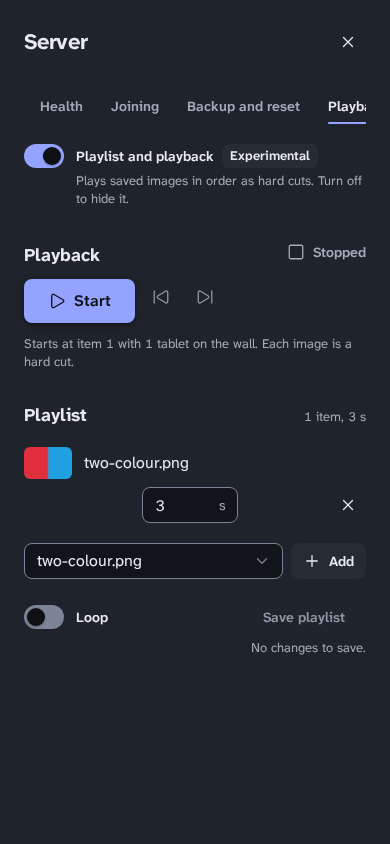 Server
Health Joining Backup and reset Playba
Playlist and playback Experimental
Plays saved images in order as hard cuts. Turn off
to hide it.
Playback Stopped
Start
Starts at item 1 with 1 tablet on the wall. Each image is a
hard cut.
Playlist 1 item, 3 s
two-colour.png
3 s
two-colour.png Add
Loop Save playlist
No changes to save.